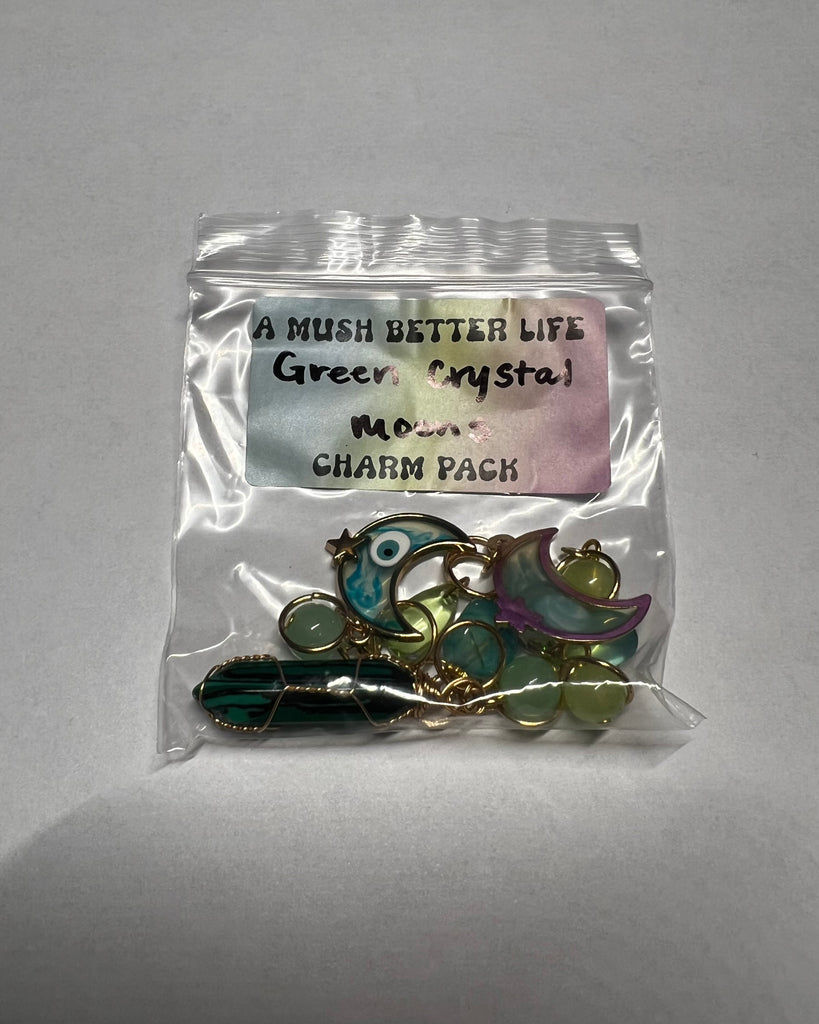 A MUSH BETTER LIFE
Green Crystal
Moons
CHARM PACK